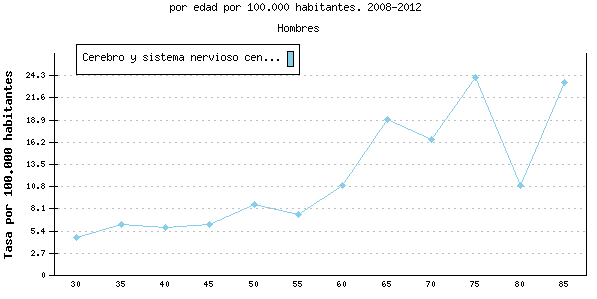 por edad por 100.000 habitantes. 2008-2012
Hombres
Cerebro y sistema nervioso cen...
Tasa por 100.000 habitantes
24.3
21.6
18.9
16.2
13.5
10.8
8.1
5.4
2.7
0
30 35 40 45 50 55 60 65 70 75 80 85